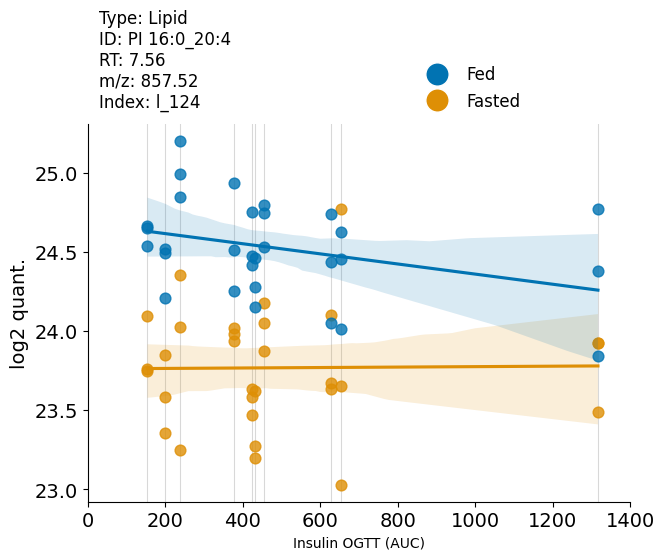 Type: Lipid
ID: PI 16:0_20:4
RT: 7.56
m/z: 857.52
Index: l_124
Fed
Fasted
25.0
24.5
24.0
23.5
23.0
log2 quant.
0 200 400 600 800 1000 1200 1400
Insulin OGTT (AUC)